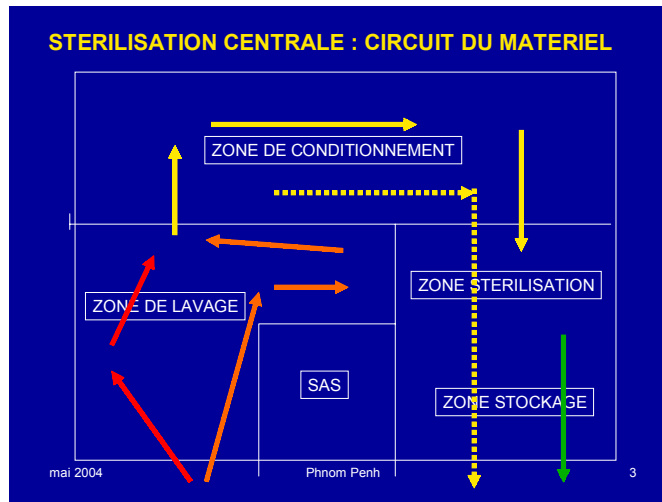 STERILISATION CENTRALE : CIRCUIT DU MATERIEL
ZONE DE CONDITIONNEMENT
ZONE DE LAVAGE
ZONE STERILISATION
SAS
ZONE STOCKAGE
mai 2004
Phnom Penh
3